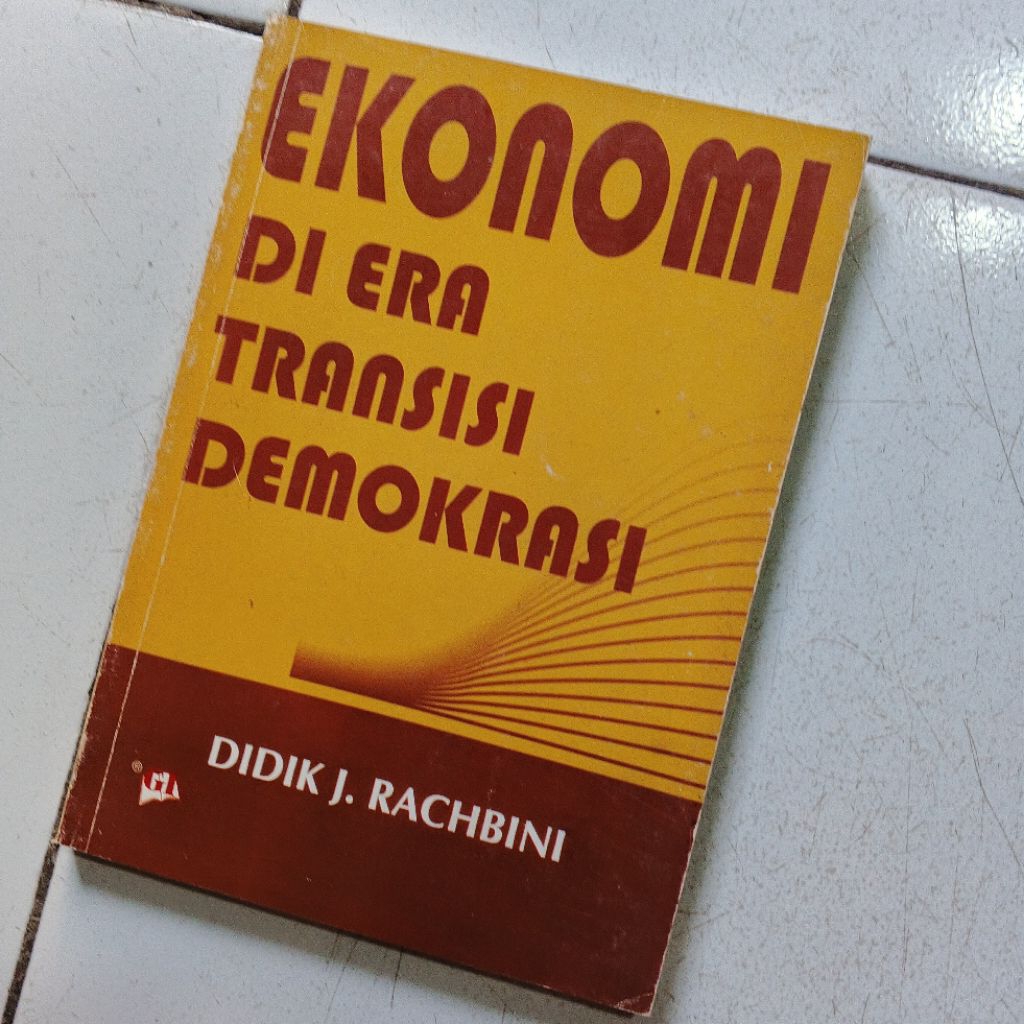 EKONOMI
DI ERA
TRANSISI
DEMOKRASI
DIDIK J. RACHBINI
®